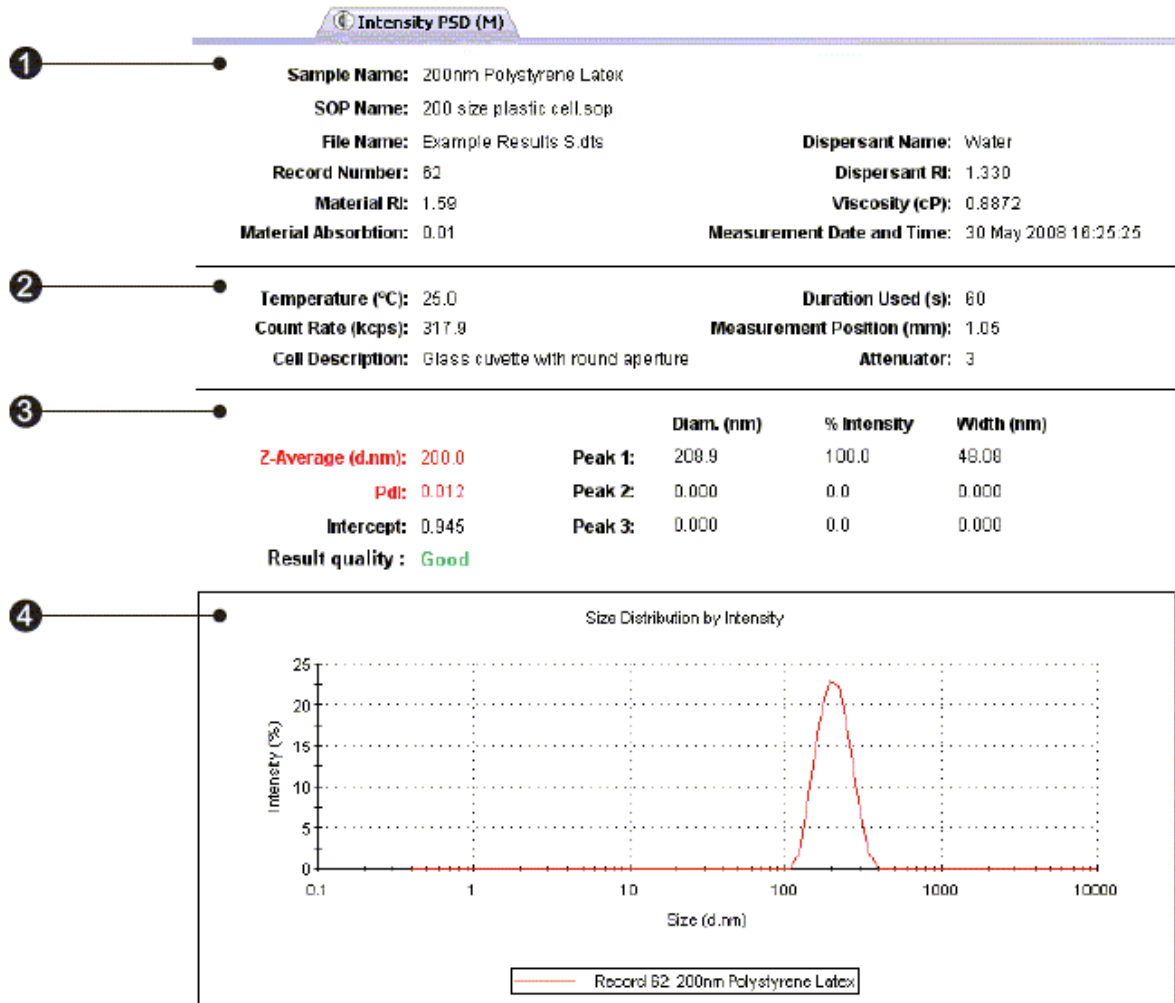 Intensity PSD (M)
1
Sample Name: 200nm Polystyrene Latex
SOP Name: 200 size plastic cell.sop
File Name: Example Results S.dts Dispersant Name: Water
Record Number: 62 Dispersant RI: 1.330
Material RI: 1.59 Viscosity (cP): 0.8872
Material Absorbtion: 0.01 Measurement Date and Time: 30 May 2008 16:25:25
2
Temperature (°C): 25.0 Duration Used (s): 60
Count Rate (kcps): 317.9 Measurement Position (mm): 1.05
Cell Description: Glass cuvette with round aperture Attenuator: 3
3
Diam. (nm) % Intensity Width (nm)
Z-Average (d.nm): 200.0 Peak 1: 208.9 100.0 48.08
PdI: 0.012 Peak 2: 0.000 0.0 0.000
Intercept: 0.945 Peak 3: 0.000 0.0 0.000
Result quality : Good
4
Size Distribution by Intensity
Intensity (%)
25
20
15
10
5
0
0.1 1 10 100 1000 10000
Size (d.nm)
Record 62: 200nm Polystyrene Latex